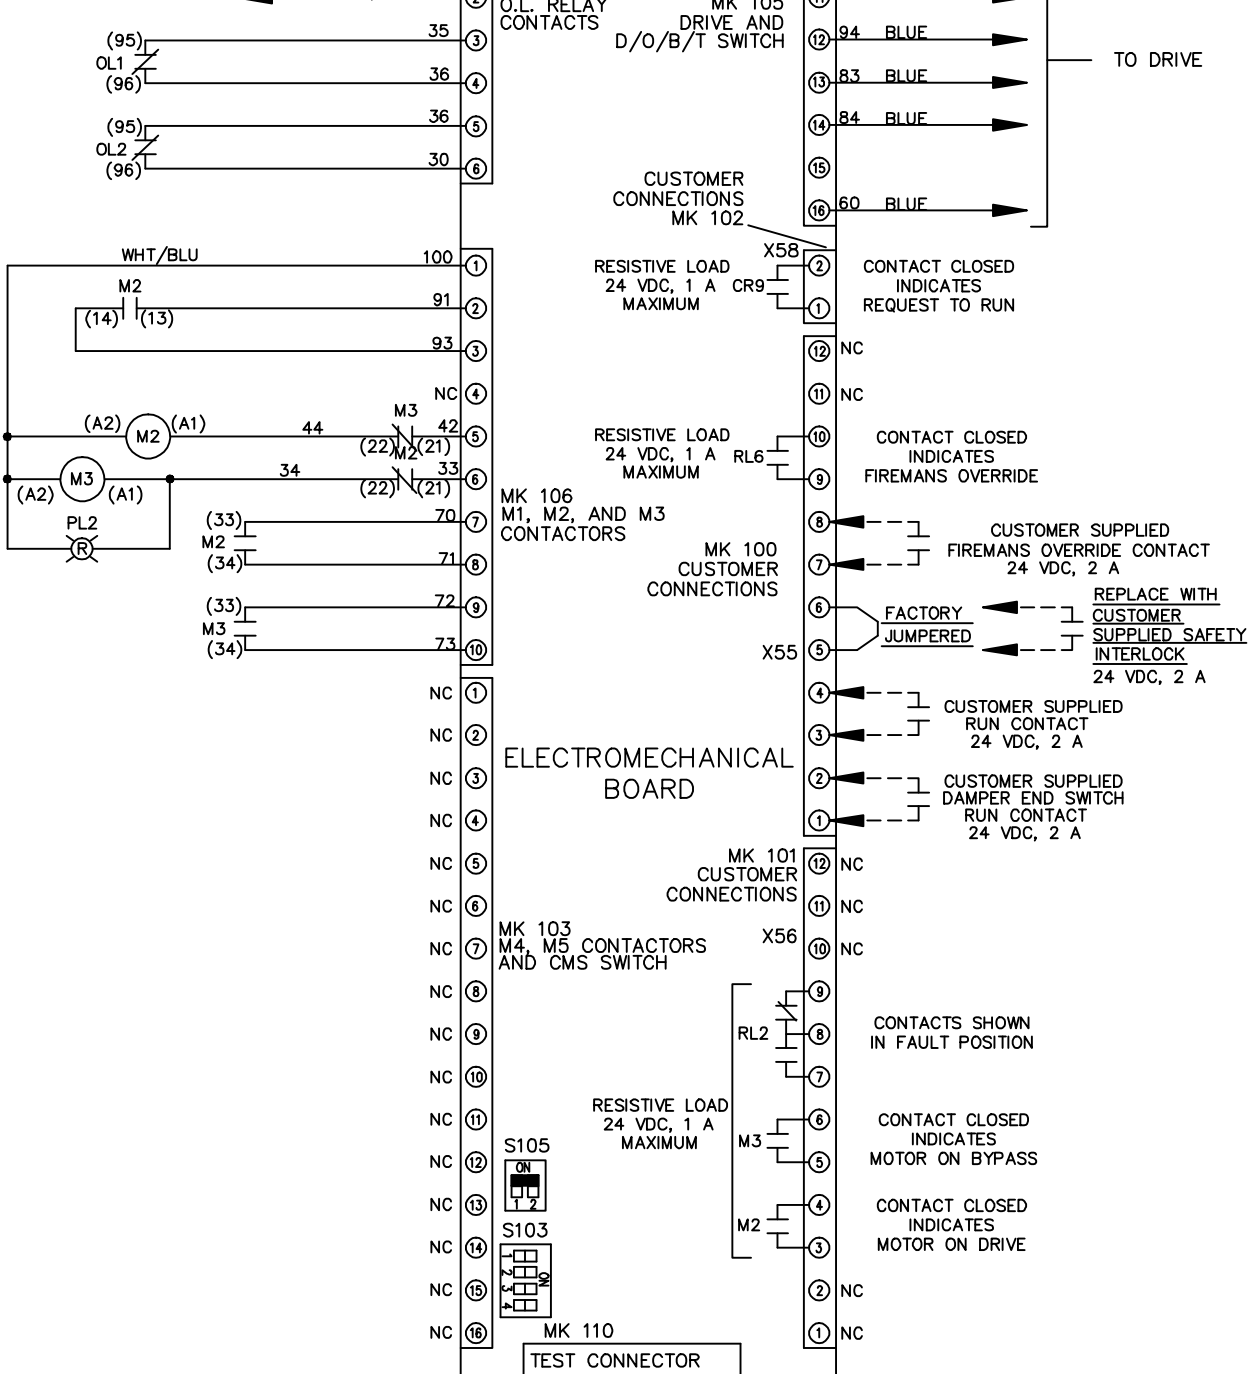 2
O.L. RELAY
CONTACTS
35
3
(95)
OL1
(96)
36
4
(95)
OL2
(96)
36
5
30
6
MK 105
DRIVE AND
D/O/B/T SWITCH
11
12 94 BLUE
13 83 BLUE
14 84 BLUE
15
16 60 BLUE
TO DRIVE
CUSTOMER
CONNECTIONS
MK 102
X58
WHT/BLU
100
1
M2
(14) (13)
91
2
93
3
NC 4
(A2) M2 (A1)
44
M3
(22) (21)
42
5
(A2) M3 (A1)
34
M2
(22) (21)
33
6
PL2
R
(33)
M2
(34)
70
7
71
8
(33)
M3
(34)
72
9
73
10
MK 106
M1, M2, AND M3
CONTACTORS
RESISTIVE LOAD
24 VDC, 1 A CR9
MAXIMUM
2
1
CONTACT CLOSED
INDICATES
REQUEST TO RUN
12 NC
11 NC
RESISTIVE LOAD
24 VDC, 1 A RL6
MAXIMUM
10
9
CONTACT CLOSED
INDICATES
FIREMANS OVERRIDE
MK 100
CUSTOMER
CONNECTIONS
8
7
CUSTOMER SUPPLIED
FIREMANS OVERRIDE CONTACT
24 VDC, 2 A
6
X55 5
FACTORY
JUMPERED
REPLACE WITH
CUSTOMER
SUPPLIED SAFETY
INTERLOCK
24 VDC, 2 A
4
3
CUSTOMER SUPPLIED
RUN CONTACT
24 VDC, 2 A
2
1
CUSTOMER SUPPLIED
DAMPER END SWITCH
RUN CONTACT
24 VDC, 2 A
ELECTROMECHANICAL
BOARD
NC 1
NC 2
NC 3
NC 4
NC 5
NC 6
NC 7
NC 8
NC 9
NC 10
NC 11
NC 12
NC 13
NC 14
NC 15
NC 16
MK 103
M4, M5 CONTACTORS
AND CMS SWITCH
MK 101
CUSTOMER
CONNECTIONS
X56
12 NC
11 NC
10 NC
9
RL2 8
7
CONTACTS SHOWN
IN FAULT POSITION
RESISTIVE LOAD
24 VDC, 1 A
MAXIMUM
6
M3
5
CONTACT CLOSED
INDICATES
MOTOR ON BYPASS
4
M2
3
CONTACT CLOSED
INDICATES
MOTOR ON DRIVE
2 NC
1 NC
S105
ON
1 2
S103
1
2
3
4
ON
MK 110
TEST CONNECTOR